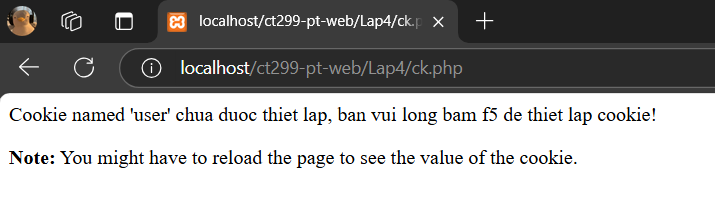 localhost/ct299-pt-web/Lap4/ck.p
localhost/ct299-pt-web/Lap4/ck.php
Cookie named 'user' chua duoc thiet lap, ban vui long bam f5 de thiet lap cookie!
Note: You might have to reload the page to see the value of the cookie.